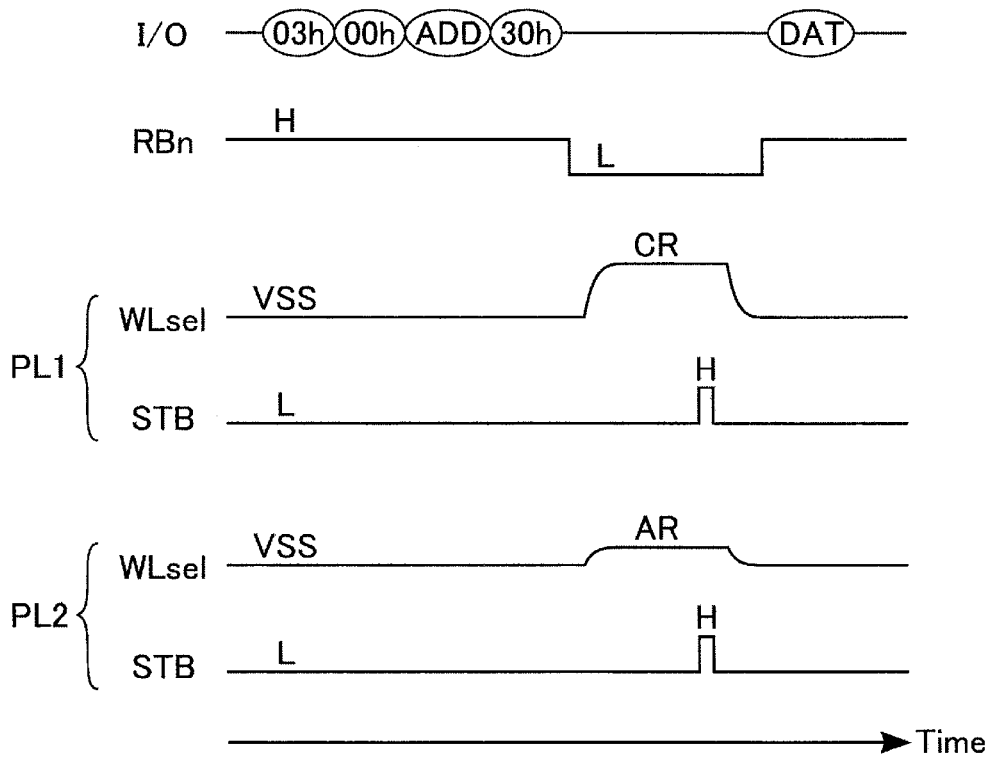 I/O 03h 00h ADD 30h DAT
RBn H L
PL1
WLsel VSS CR
STB L H
PL2
WLsel VSS AR
STB L H
Time